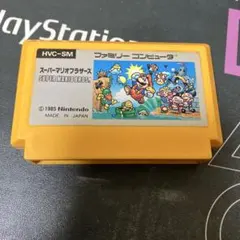 PlayStation
HVC-SM
ファミリー コンピュータ
スーパーマリオブラザーズ
SUPER MARIO BROS.
© 1985 Nintendo
MADE IN JAPAN